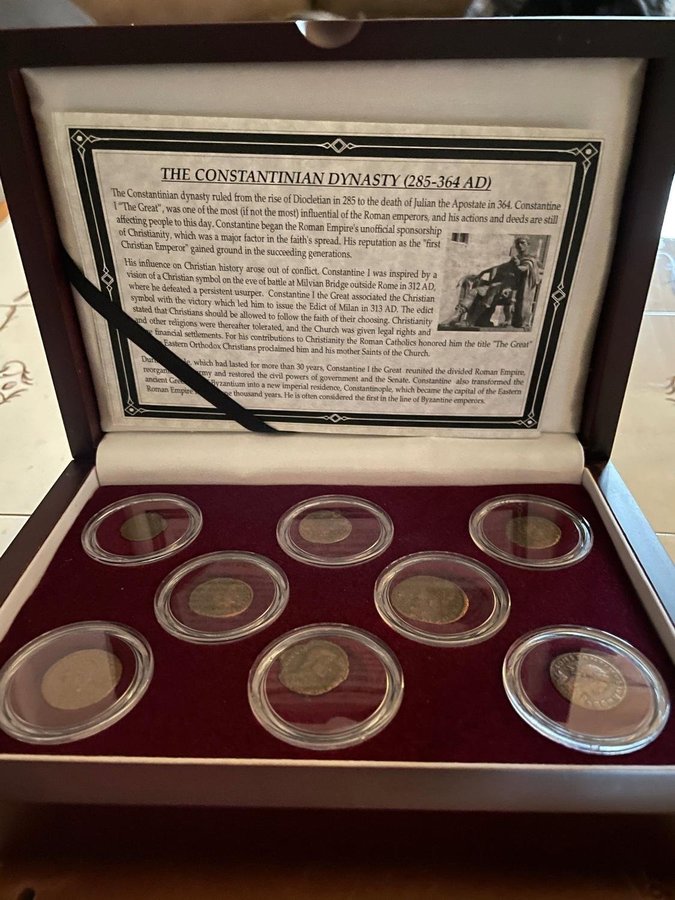 THE CONSTANTINIAN DYNASTY (285-364 AD)
The Constantinian dynasty ruled from the rise of Diocletian in 285 to the death of Julian the Apostate in 364. Constantine
I "The Great", was one of the most (if not the most) influential of the Roman emperors, and his actions and deeds are still
affecting people to this day. Constantine began the Roman Empire's unofficial sponsorship
of Christianity, which was a major factor in the faith's spread. His reputation as the "first
Christian Emperor" gained ground in the succeeding generations.
His influence on Christian history arose out of conflict. Constantine I was inspired by a
vision of a Christian symbol on the eve of battle at Milvian Bridge outside Rome in 312 AD,
where he defeated a persistent usurper. Constantine I the Great associated the Christian
symbol with the victory which led him to issue the Edict of Milan in 313 AD. The edict
stated that Christians should be allowed to follow the faith of their choosing. Christianity
and other religions were thereafter tolerated, and the Church was given legal rights and
financial settlements. For his contributions to Christianity the Roman Catholics honored him the title "The Great"
Eastern Orthodox Christians proclaimed him and his mother Saints of the Church.
which had lasted for more than 30 years, Constantine I the Great reunited the divided Roman Empire,
and restored the civil powers of government and the Senate. Constantine also transformed the
ancient Byzantium into a new imperial residence, Constantinople, which became the capital of the Eastern
Roman Empire thousand years. He is often considered the first in the line of Byzantine emperors.